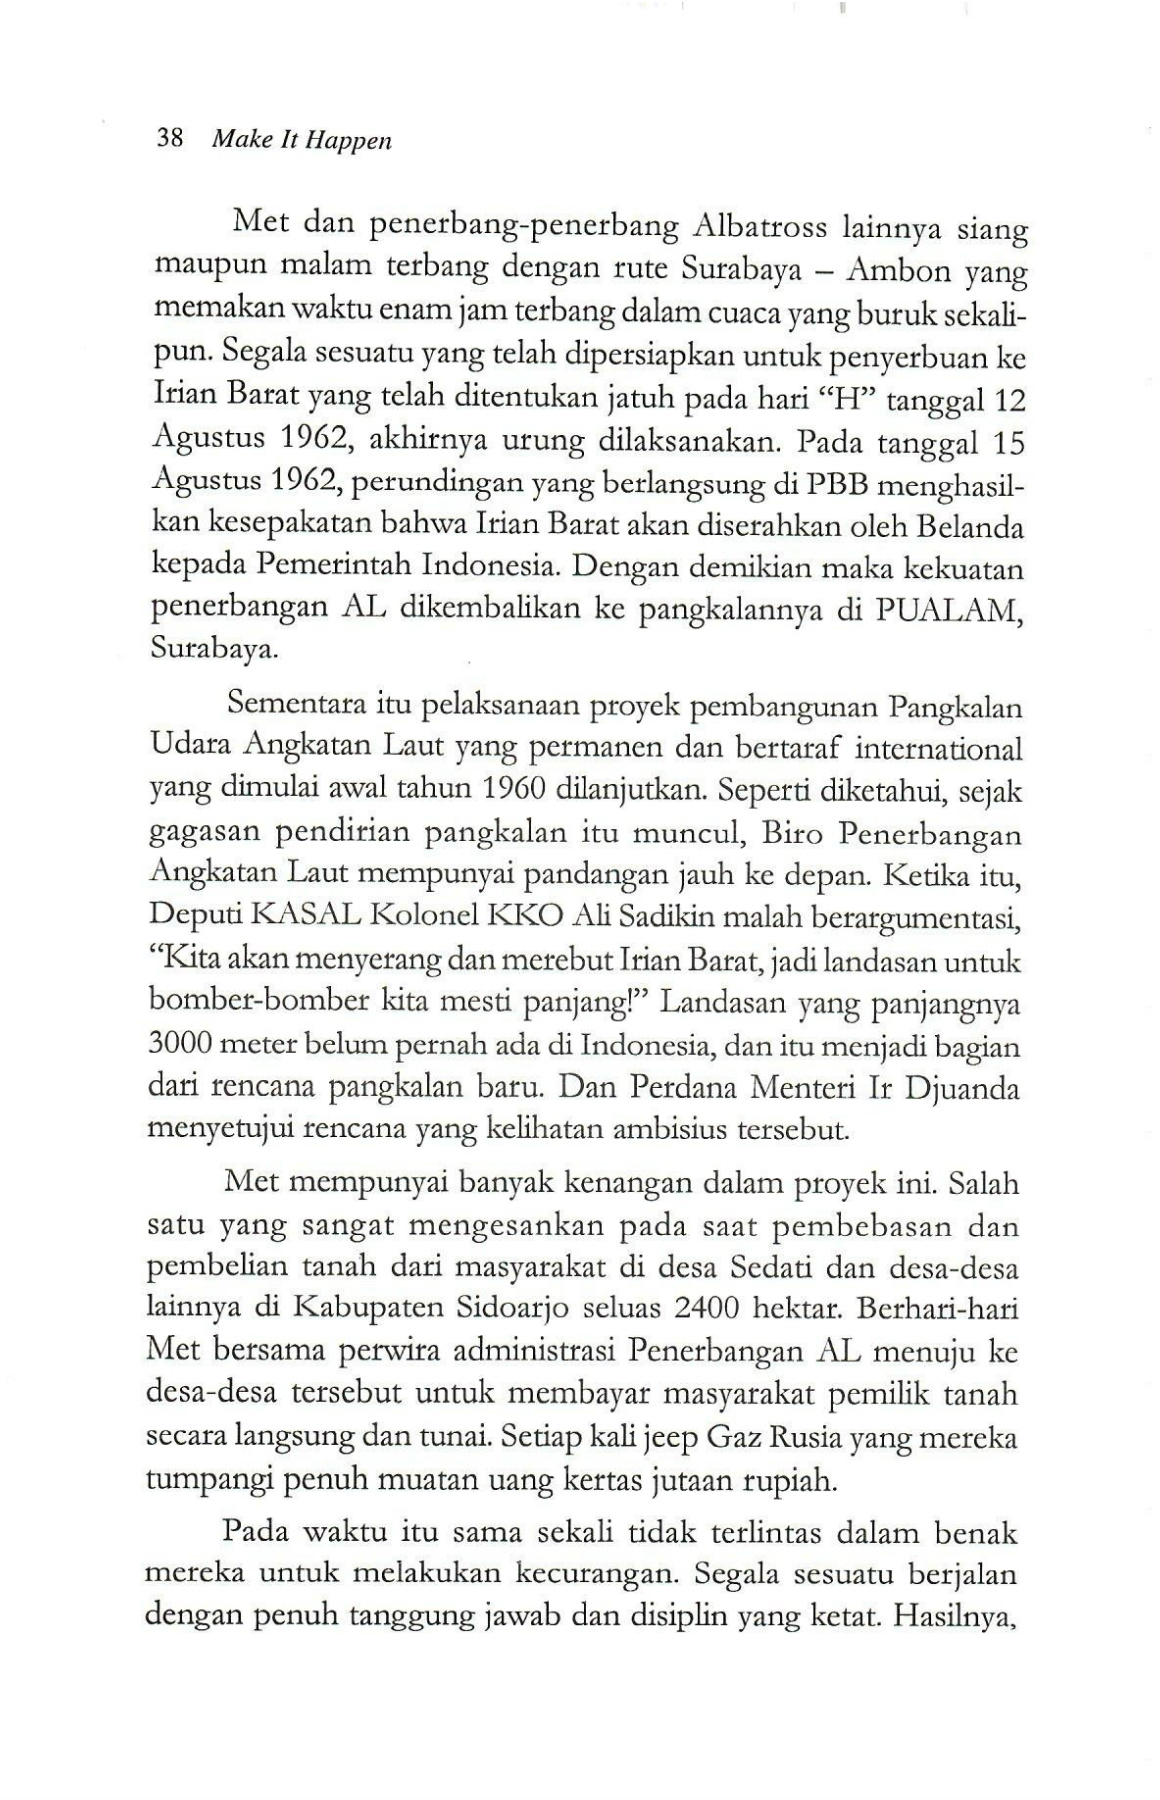 38 Make It Happen
Met dan penerbang-penerbang Albatross lainnya siang
maupun malam terbang dengan rute Surabaya – Ambon yang
memakan waktu enam jam terbang dalam cuaca yang buruk sekali-
pun. Segala sesuatu yang telah dipersiapkan untuk penyerbuan ke
Irian Barat yang telah ditentukan jatuh pada hari “H” tanggal 12
Agustus 1962, akhirnya urung dilaksanakan. Pada tanggal 15
Agustus 1962, perundingan yang berlangsung di PBB menghasil-
kan kesepakatan bahwa Irian Barat akan diserahkan oleh Belanda
kepada Pemerintah Indonesia. Dengan demikian maka kekuatan
penerbangan AL dikembalikan ke pangkalannya di PUALAM,
Surabaya.
Sementara itu pelaksanaan proyek pembangunan Pangkalan
Udara Angkatan Laut yang permanen dan bertaraf international
yang dimulai awal tahun 1960 dilanjutkan. Seperti diketahui, sejak
gagasan pendirian pangkalan itu muncul, Biro Penerbangan
Angkatan Laut mempunyai pandangan jauh ke depan. Ketika itu,
Deputi KASAL Kolonel KKO Ali Sadikin malah berargumentasi,
“Kita akan menyerang dan merebut Irian Barat, jadi landasan untuk
bomber-bomber kita mesti panjang!” Landasan yang panjangnya
3000 meter belum pernah ada di Indonesia, dan itu menjadi bagian
dari rencana pangkalan baru. Dan Perdana Menteri Ir Djuanda
menyetujui rencana yang kelihatan ambisius tersebut.
Met mempunyai banyak kenangan dalam proyek ini. Salah
satu yang sangat mengesankan pada saat pembebasan dan
pembelian tanah dari masyarakat di desa Sedati dan desa-desa
lainnya di Kabupaten Sidoarjo seluas 2400 hektar. Berhari-hari
Met bersama perwira administrasi Penerbangan AL menuju ke
desa-desa tersebut untuk membayar masyarakat pemilik tanah
secara langsung dan tunai. Setiap kali jeep Gaz Rusia yang mereka
tumpangi penuh muatan uang kertas jutaan rupiah.
Pada waktu itu sama sekali tidak terlintas dalam benak
mereka untuk melakukan kecurangan. Segala sesuatu berjalan
dengan penuh tanggung jawab dan disiplin yang ketat. Hasilnya,